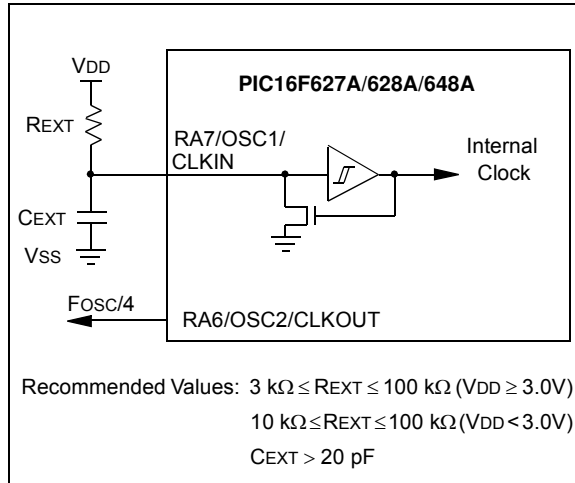 VDD
PIC16F627A/628A/648A
REXT
RA7/OSC1/
CLKIN
Internal
Clock
CEXT
VSS
FOSC/4
RA6/OSC2/CLKOUT
Recommended Values: 3 kΩ ≤ REXT ≤ 100 kΩ (VDD ≥ 3.0V)
10 kΩ ≤ REXT ≤ 100 kΩ (VDD < 3.0V)
CEXT > 20 pF